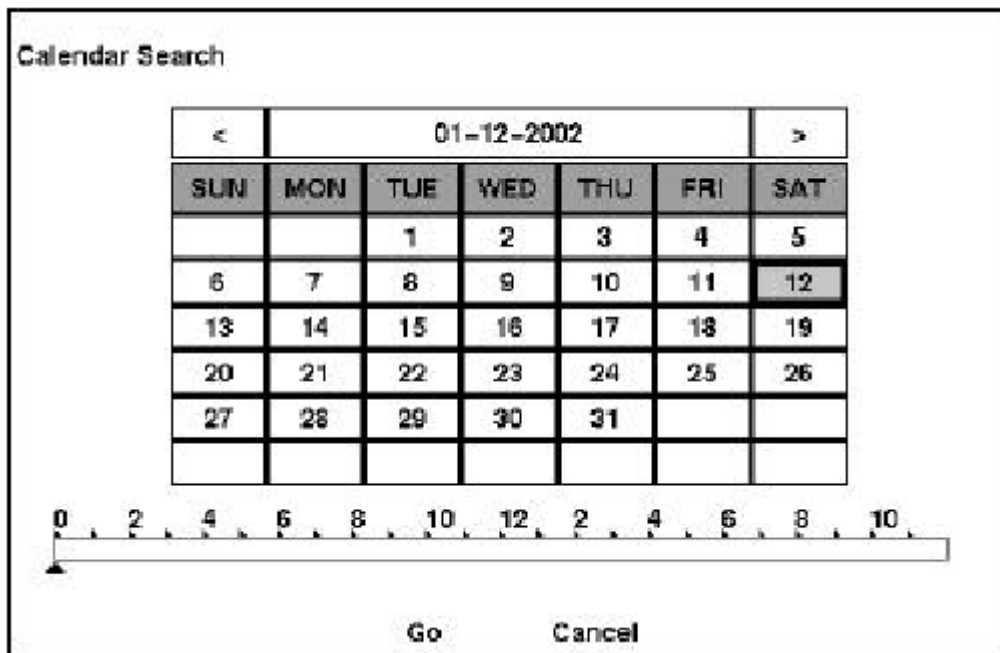 Calendar Search
< 01-12-2002 >
SUN MON TUE WED THU FRI SAT
1 2 3 4 5
6 7 8 9 10 11 12
13 14 15 16 17 18 19
20 21 22 23 24 25 26
27 28 29 30 31
0 2 4 6 8 10 12 2 4 6 8 10
Go Cancel